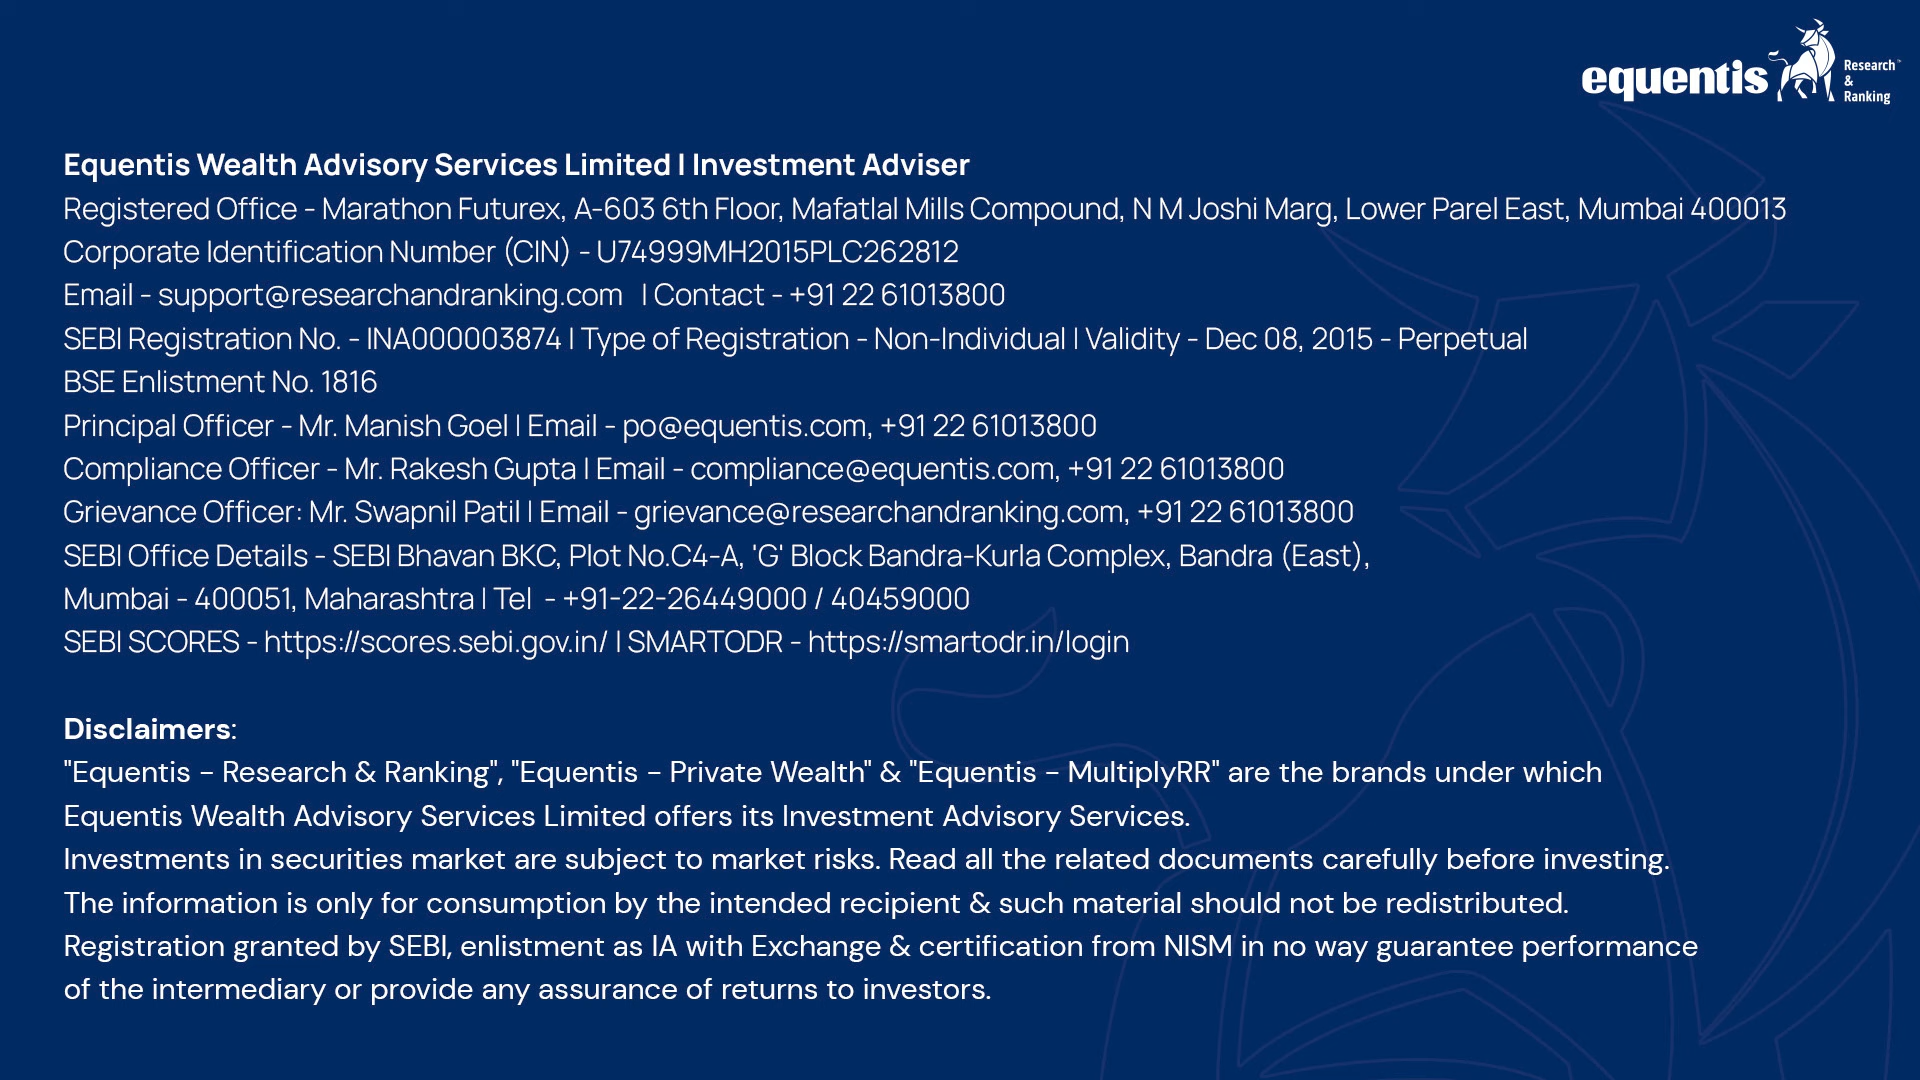 equentis Research™
&
Ranking
Equentis Wealth Advisory Services Limited | Investment Adviser
Registered Office - Marathon Futurex, A-603 6th Floor, Mafatlal Mills Compound, N M Joshi Marg, Lower Parel East, Mumbai 400013
Corporate Identification Number (CIN) - U74999MH2015PLC262812
Email - support@researchandranking.com | Contact - +91 22 61013800
SEBI Registration No. - INA000003874 | Type of Registration - Non-Individual | Validity - Dec 08, 2015 - Perpetual
BSE Enlistment No. 1816
Principal Officer - Mr. Manish Goel | Email - po@equentis.com, +91 22 61013800
Compliance Officer - Mr. Rakesh Gupta | Email - compliance@equentis.com, +91 22 61013800
Grievance Officer: Mr. Swapnil Patil | Email - grievance@researchandranking.com, +91 22 61013800
SEBI Office Details - SEBI Bhavan BKC, Plot No.C4-A, 'G' Block Bandra-Kurla Complex, Bandra (East),
Mumbai - 400051, Maharashtra | Tel - +91-22-26449000 / 40459000
SEBI SCORES - https://scores.sebi.gov.in/ | SMARTODR - https://smartodr.in/login
Disclaimers:
"Equentis – Research & Ranking", "Equentis – Private Wealth" & "Equentis – MultiplyRR" are the brands under which
Equentis Wealth Advisory Services Limited offers its Investment Advisory Services.
Investments in securities market are subject to market risks. Read all the related documents carefully before investing.
The information is only for consumption by the intended recipient & such material should not be redistributed.
Registration granted by SEBI, enlistment as IA with Exchange & certification from NISM in no way guarantee performance
of the intermediary or provide any assurance of returns to investors.